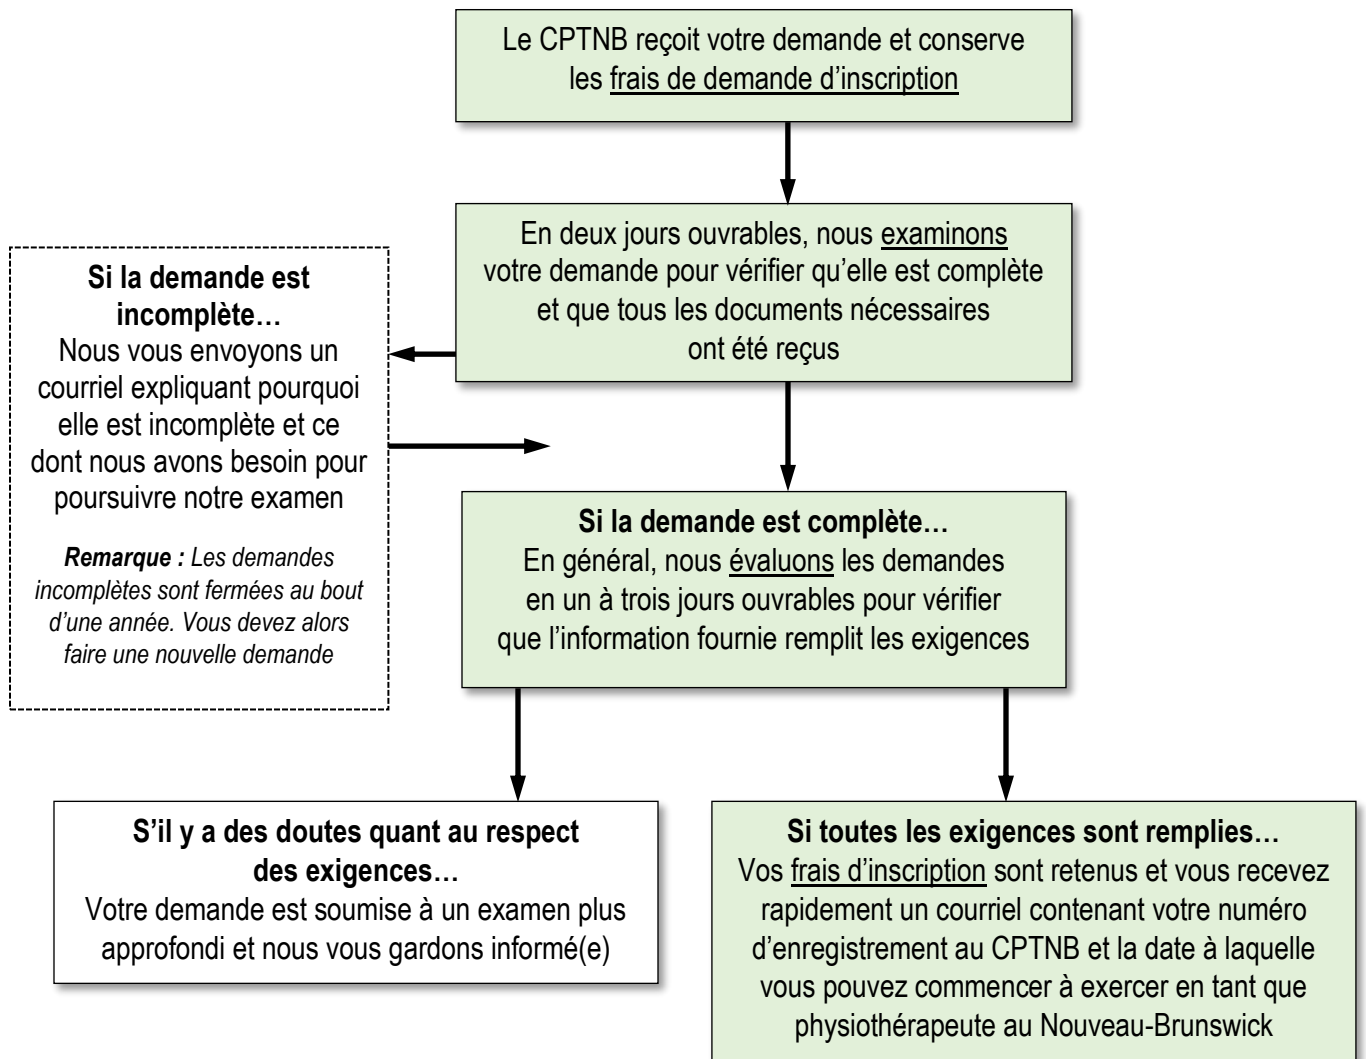 Le CPTNB reçoit votre demande et conserve
les frais de demande d’inscription
En deux jours ouvrables, nous examinons
votre demande pour vérifier qu’elle est complète
et que tous les documents nécessaires
ont été reçus
Si la demande est
incomplète…
Nous vous envoyons un
courriel expliquant pourquoi
elle est incomplète et ce
dont nous avons besoin pour
poursuivre notre examen
Remarque : Les demandes
incomplètes sont fermées au bout
d’une année. Vous devez alors
faire une nouvelle demande
Si la demande est complète…
En général, nous évaluons les demandes
en un à trois jours ouvrables pour vérifier
que l’information fournie remplit les exigences
S’il y a des doutes quant au respect
des exigences…
Votre demande est soumise à un examen plus
approfondi et nous vous gardons informé(e)
Si toutes les exigences sont remplies…
Vos frais d’inscription sont retenus et vous recevez
rapidement un courriel contenant votre numéro
d’enregistrement au CPTNB et la date à laquelle
vous pouvez commencer à exercer en tant que
physiothérapeute au Nouveau-Brunswick